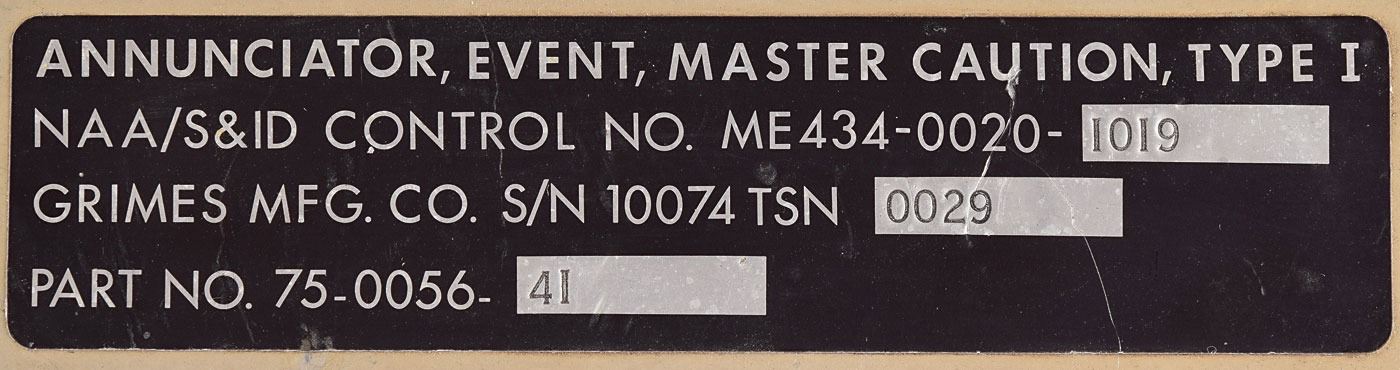 ANNUNCIATOR, EVENT, MASTER CAUTION, TYPE I
NAA/S&ID CONTROL NO. ME434-0020-1019
GRIMES MFG. CO. S/N 10074 TSN 0029
PART NO. 75-0056-41